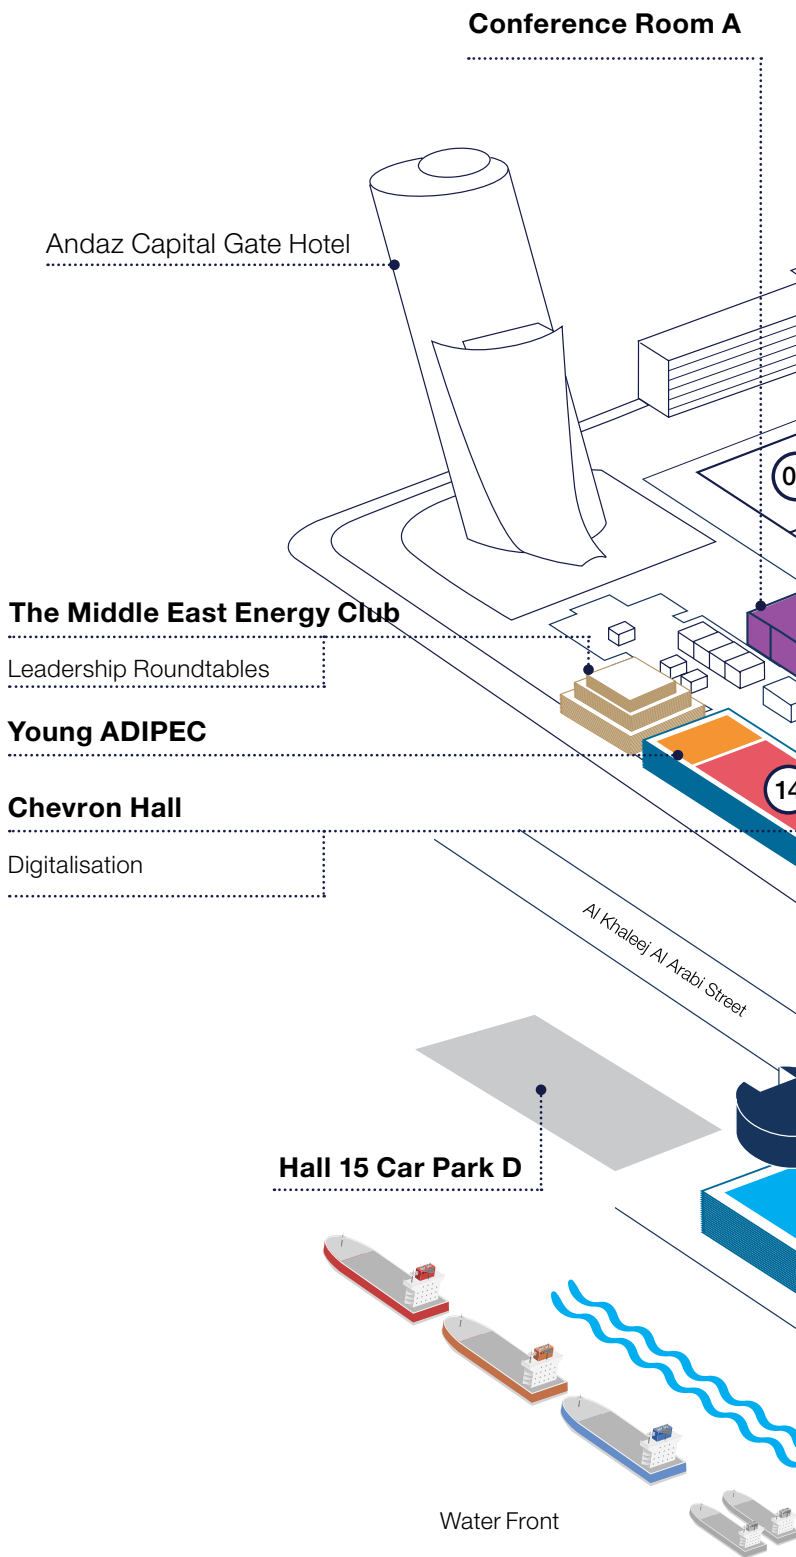 Conference Room A
Andaz Capital Gate Hotel
The Middle East Energy Club
Leadership Roundtables
Young ADIPEC
14
Chevron Hall
Digitalisation
Al Khaleej Al Arabi Street
Hall 15 Car Park D
Water Front